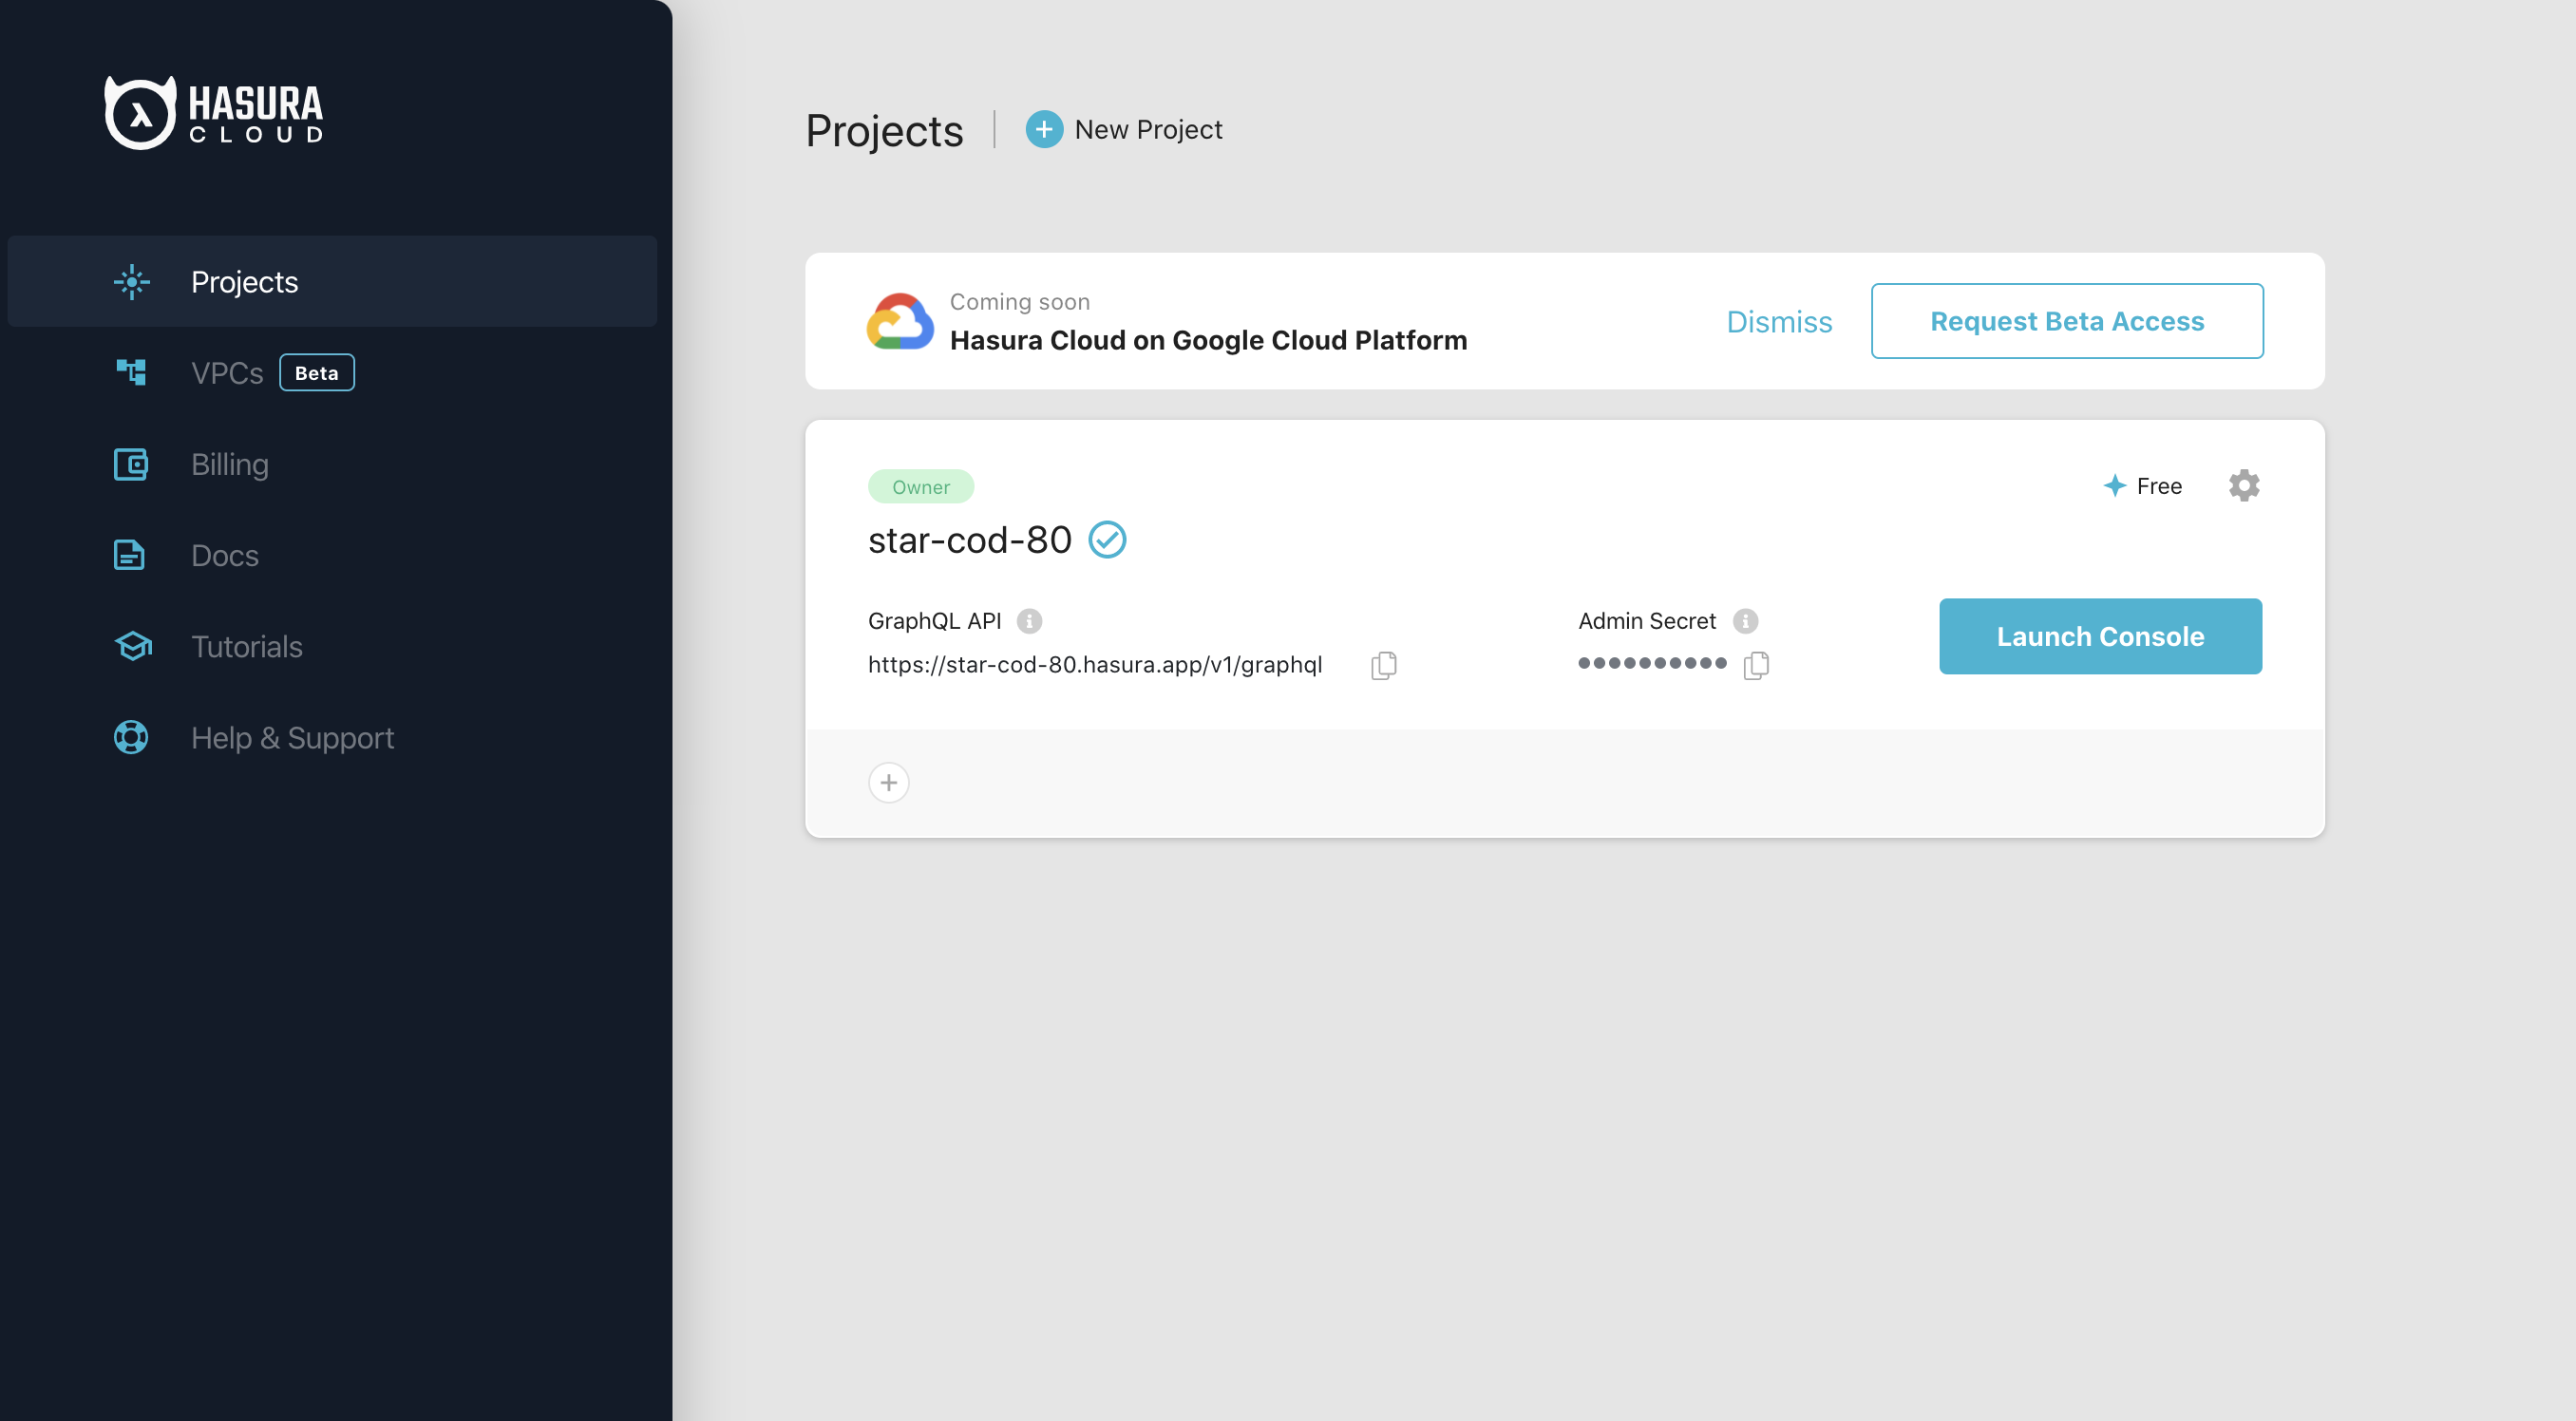 HASURA
CLOUD
Projects
VPCs Beta
Billing
Docs
Tutorials
Help & Support
Projects
New Project
Coming soon
Hasura Cloud on Google Cloud Platform
Dismiss
Request Beta Access
Owner
Free
star-cod-80
GraphQL API
https://star-cod-80.hasura.app/v1/graphql
Admin Secret
••••••••••
Launch Console